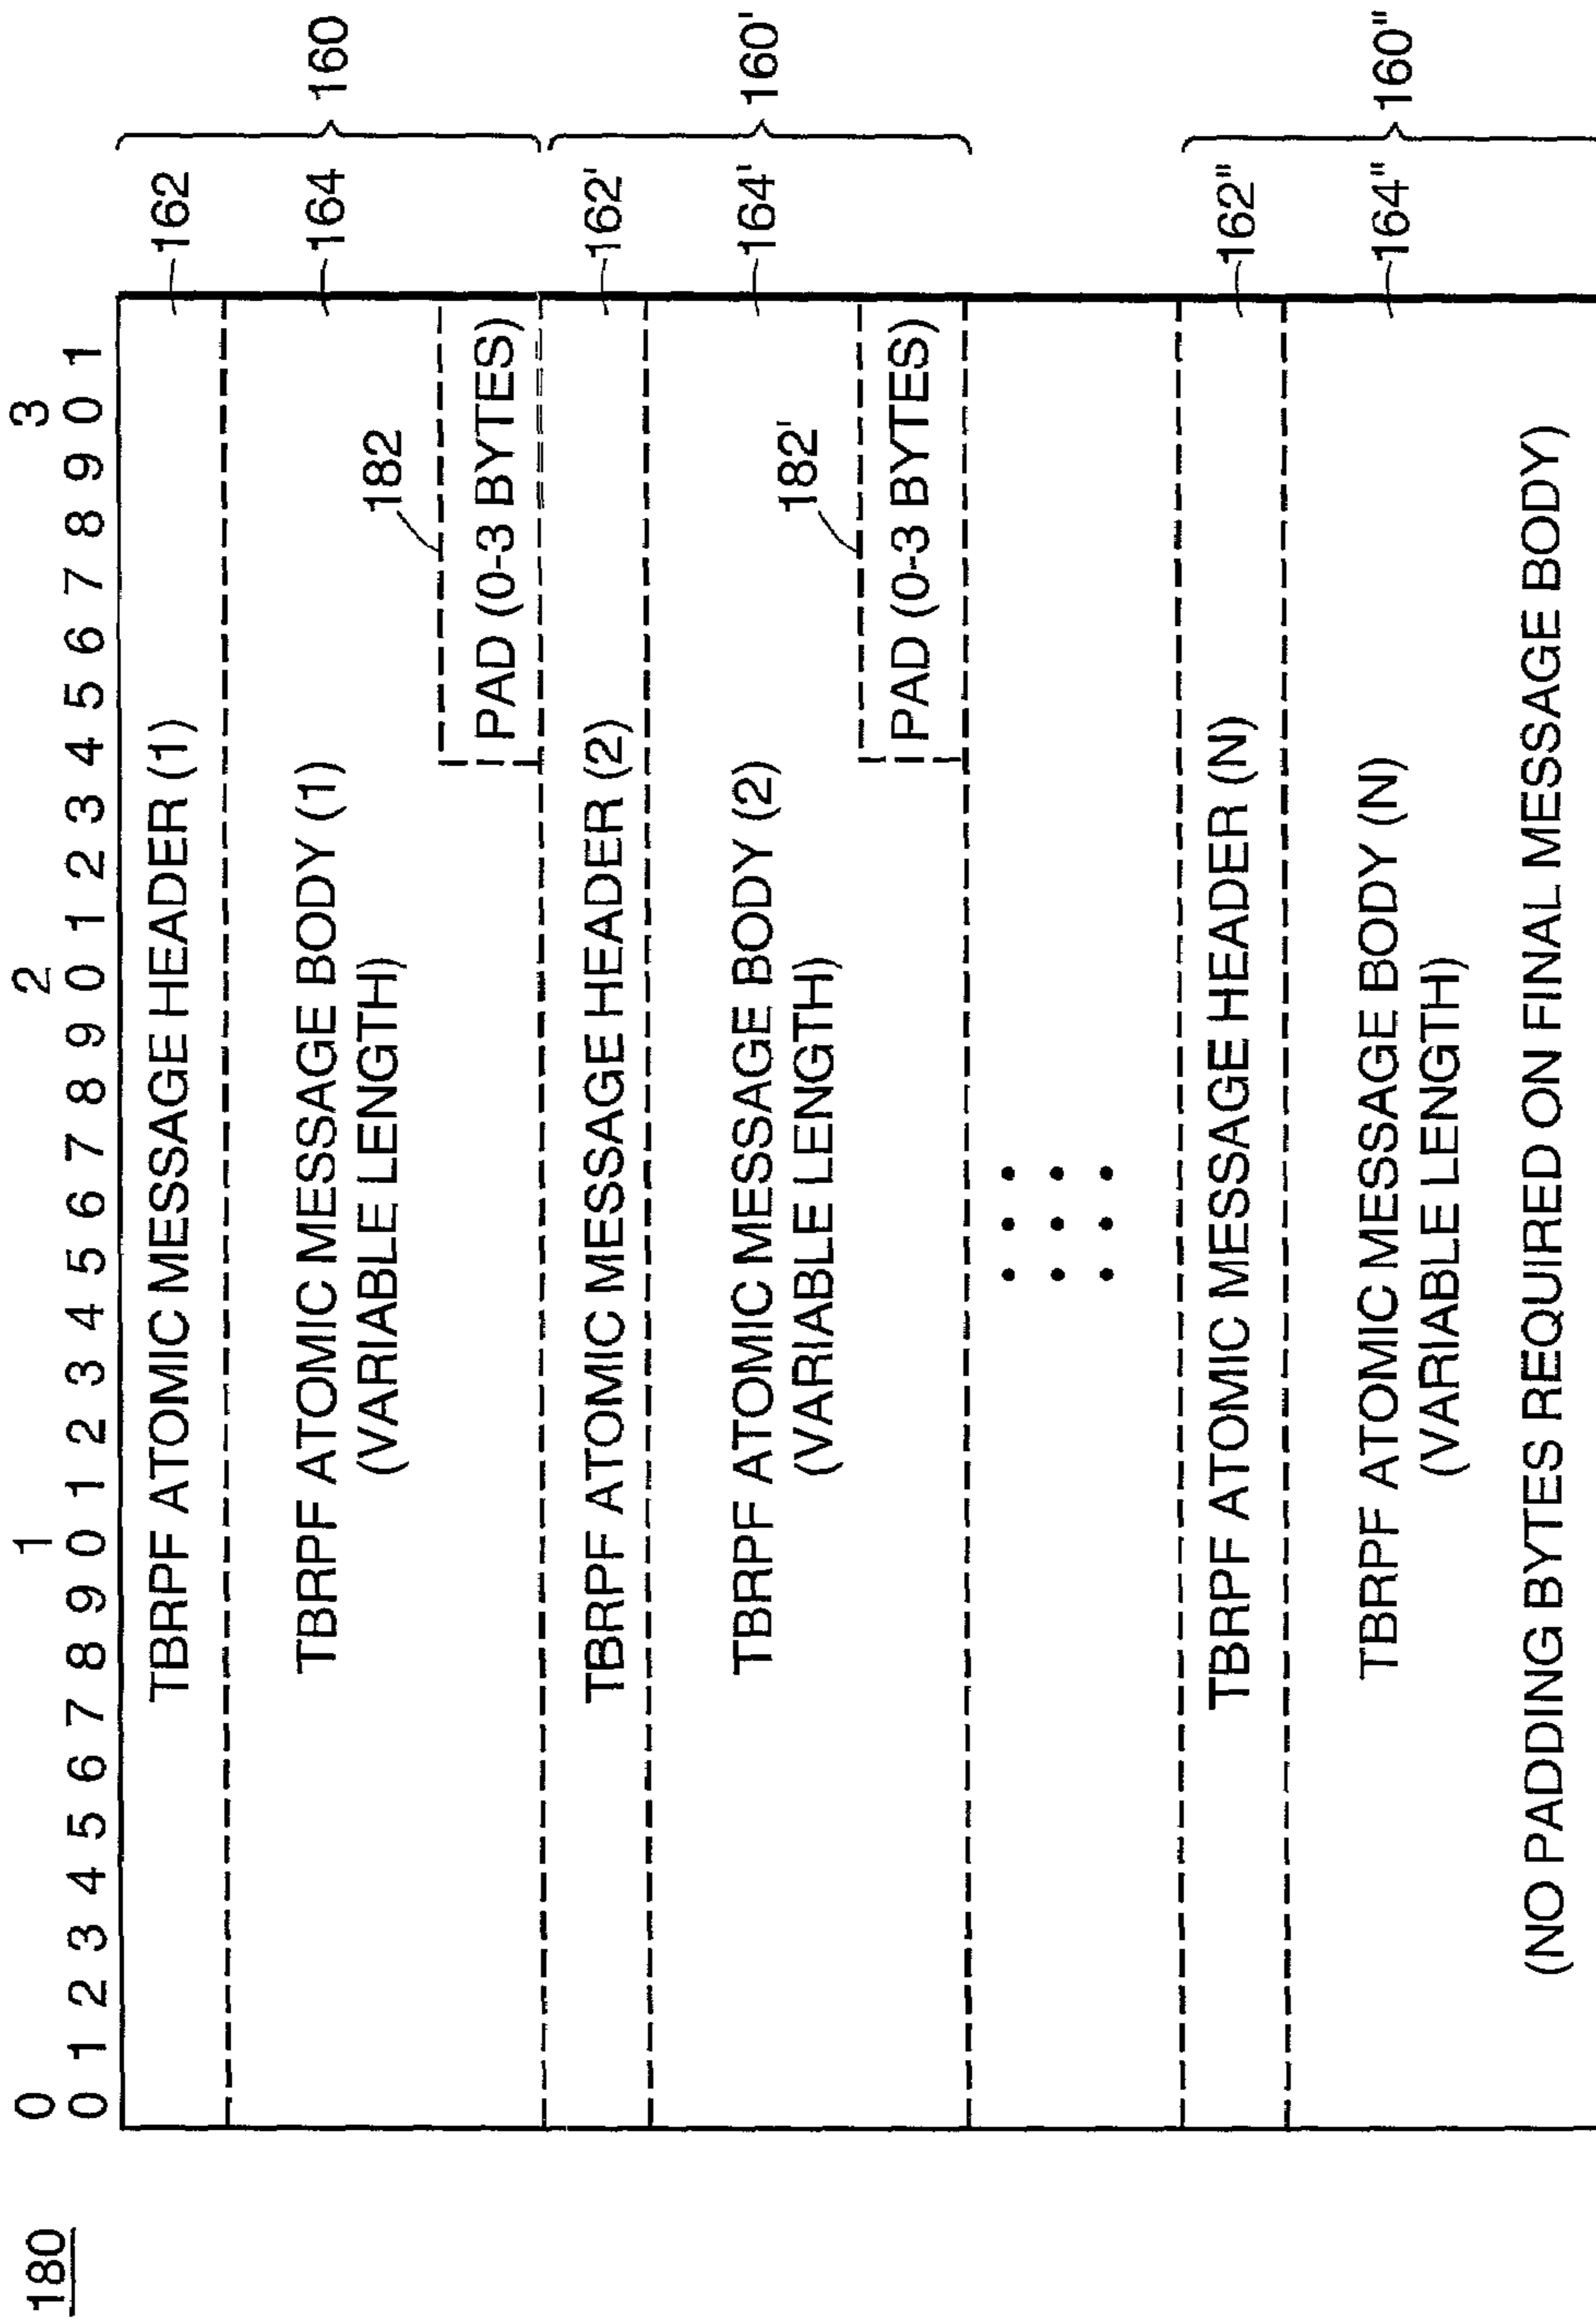 180
0 1 2 3
0 1 2 3 4 5 6 7 8 9 0 1 2 3 4 5 6 7 8 9 0 1 2 3 4 5 6 7 8 9 0 1
TBRPF ATOMIC MESSAGE HEADER (1)
162
160
TBRPF ATOMIC MESSAGE BODY (1)
164
(VARIABLE LENGTH)
182
PAD (0-3 BYTES)
TBRPF ATOMIC MESSAGE HEADER (2)
162'
160'
TBRPF ATOMIC MESSAGE BODY (2)
164'
(VARIABLE LENGTH)
182'
PAD (0-3 BYTES)
TBRPF ATOMIC MESSAGE HEADER (N)
162"
160"
TBRPF ATOMIC MESSAGE BODY (N)
164"
(VARIABLE LENGTH)
(NO PADDING BYTES REQUIRED ON FINAL MESSAGE BODY)